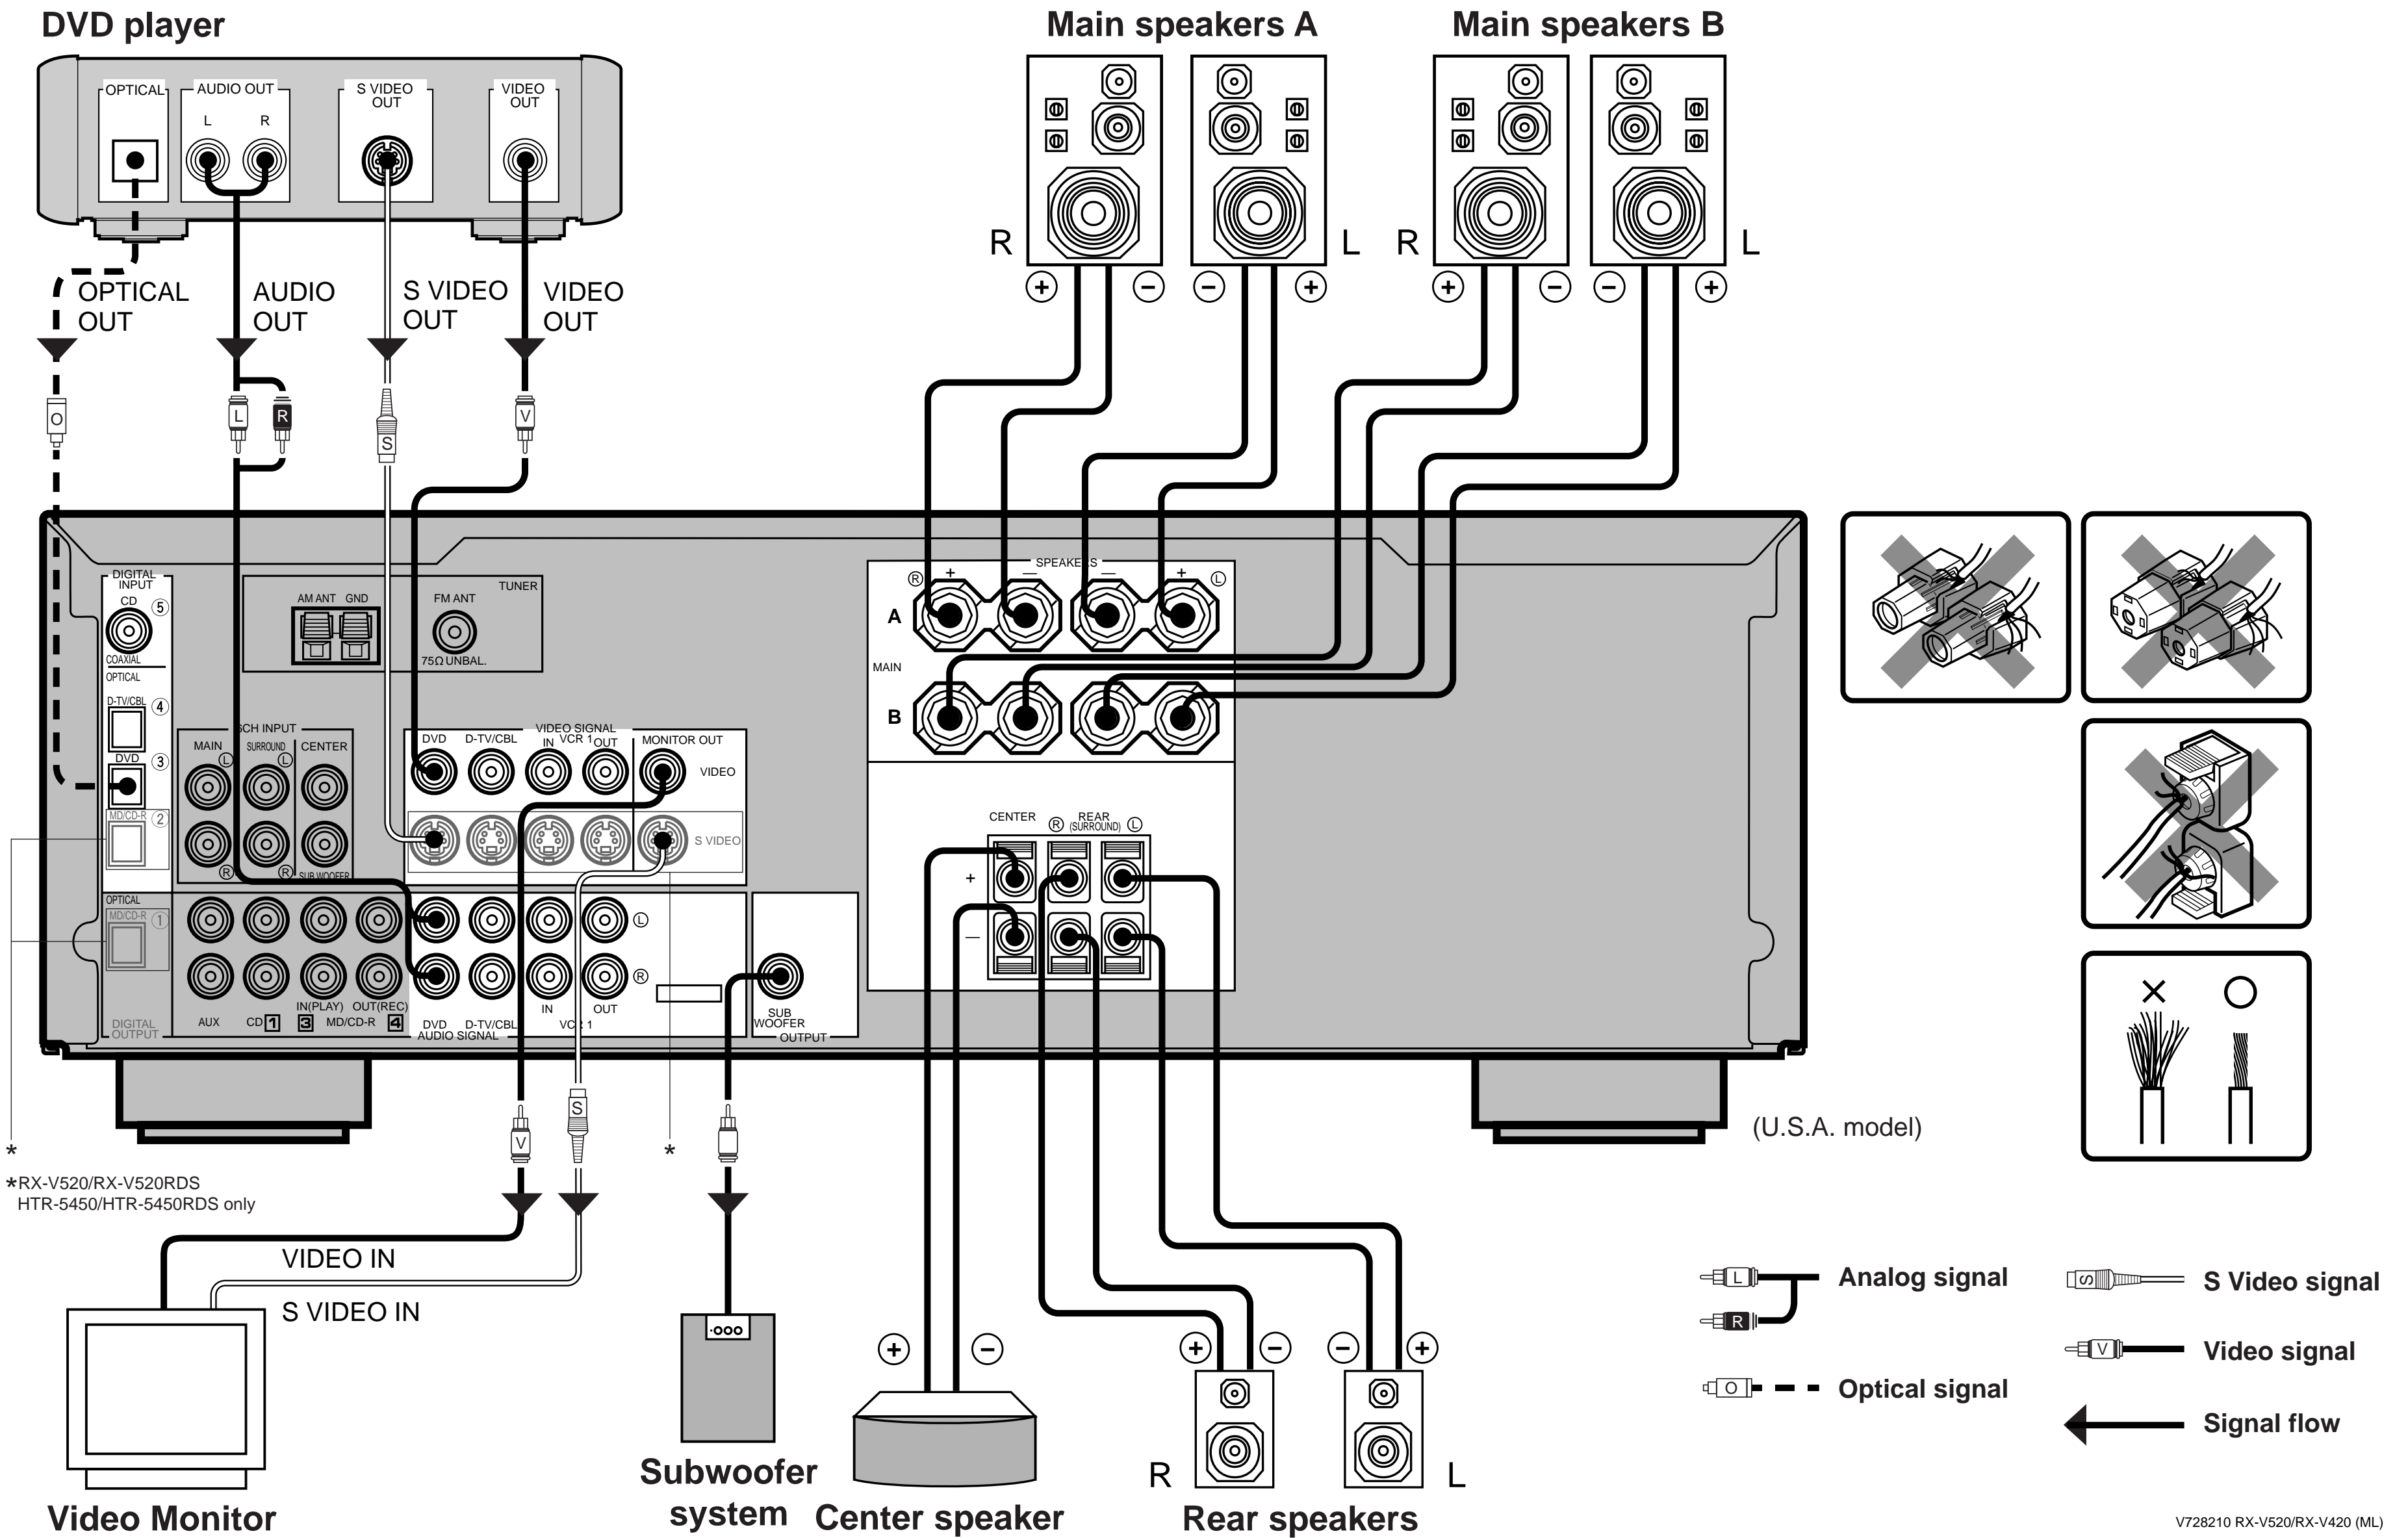 DVD player
Main speakers A
Main speakers B
OPTICAL
AUDIO OUT
L
R
S VIDEO
OUT
VIDEO
OUT
R
L
R
L
+
−
−
+
+
−
−
+
OPTICAL
OUT
AUDIO
OUT
S VIDEO
OUT
VIDEO
OUT
O
L
R
S
V
DIGITAL
INPUT
CD
5
COAXIAL
OPTICAL
D-TV/CBL
4
DVD
3
MD/CD-R
2
OPTICAL
MD/CD-R
1
DIGITAL
OUTPUT
TUNER
AM ANT
GND
FM ANT
75Ω UNBAL.
6CH INPUT
MAIN
SURROUND
CENTER
L
L
R
R
SUB WOOFER
VIDEO SIGNAL
DVD
D-TV/CBL
IN
VCR 1
OUT
MONITOR OUT
VIDEO
S VIDEO
L
R
AUX
CD
1
IN(PLAY)
OUT(REC)
3
MD/CD-R
4
DVD
D-TV/CBL
IN
VCR 1
OUT
AUDIO SIGNAL
SUB
WOOFER
OUTPUT
SPEAKERS
R
+
−
−
+
L
A
MAIN
B
CENTER
R
REAR
(SURROUND)
L
+
−
(U.S.A. model)
*
*RX-V520/RX-V520RDS
HTR-5450/HTR-5450RDS only
*
V
S
VIDEO IN
S VIDEO IN
+
−
+
−
−
+
R
L
Video Monitor
Subwoofer
system
Center speaker
Rear speakers
L
R
Analog signal
O
Optical signal
S
S Video signal
V
Video signal
Signal flow
V728210 RX-V520/RX-V420 (ML)